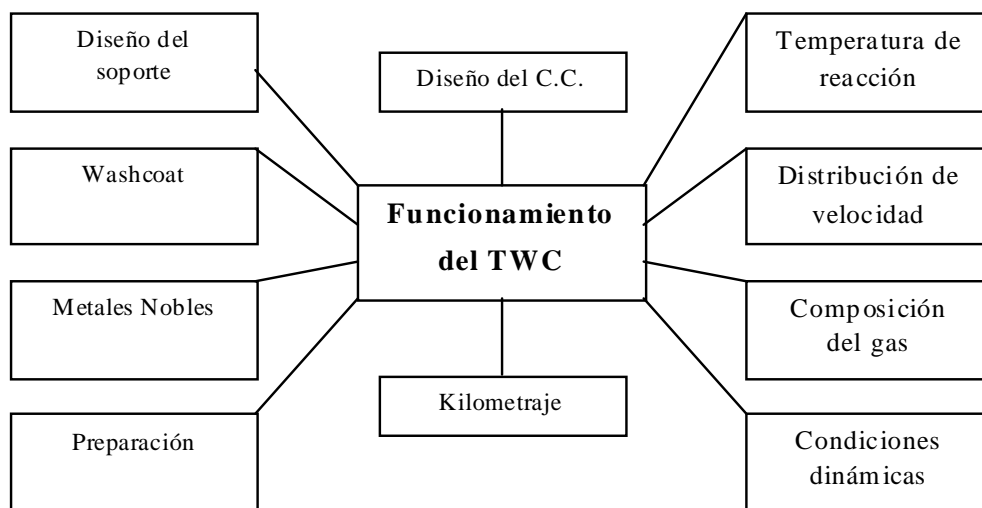 Diseño del
soporte
Diseño del C.C.
Temperatura de
reacción
Washcoat
Distribución de
velocidad
Funcionamiento
del TWC
Metales Nobles
Composición
del gas
Kilometraje
Preparación
Condiciones
dinámicas